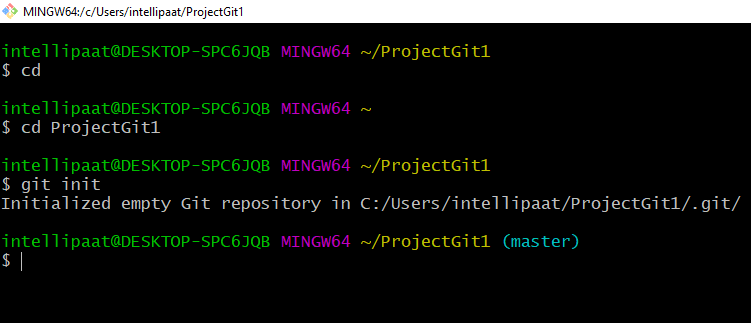 MINGW64:/c/Users/intellipaat/ProjectGit1
intellipaat@DESKTOP-SPC6JQB MINGW64 ~/ProjectGit1
$ cd
intellipaat@DESKTOP-SPC6JQB MINGW64 ~
$ cd ProjectGit1
intellipaat@DESKTOP-SPC6JQB MINGW64 ~/ProjectGit1
$ git init
Initialized empty Git repository in C:/Users/intellipaat/ProjectGit1/.git/
intellipaat@DESKTOP-SPC6JQB MINGW64 ~/ProjectGit1 (master)
$